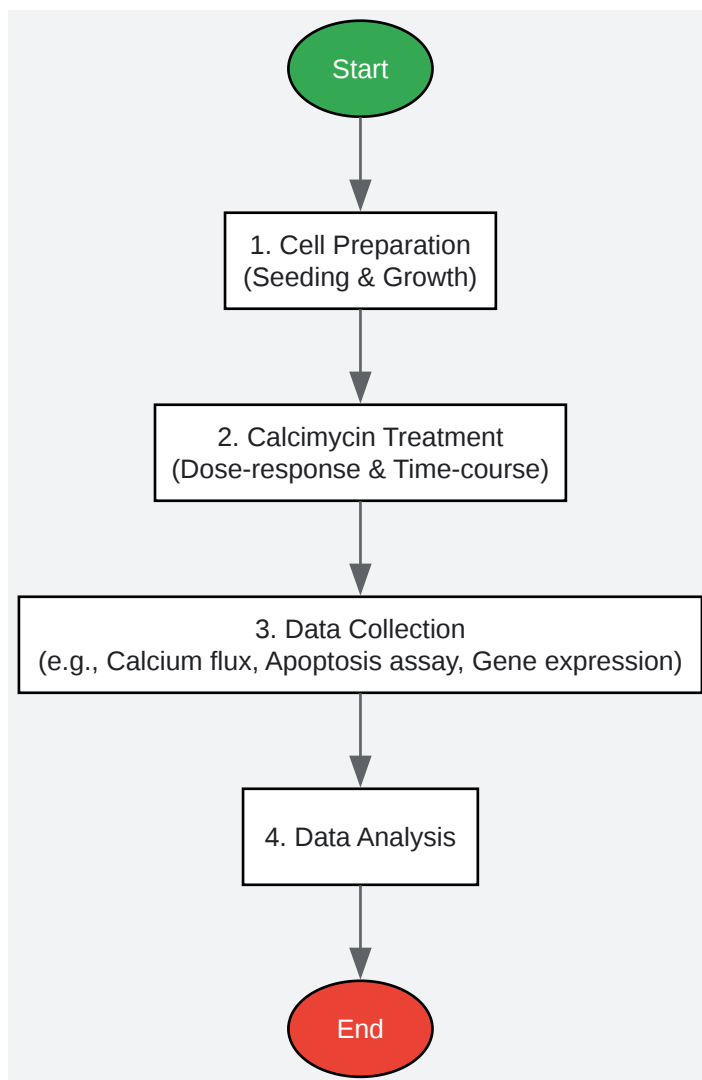 Start
1. Cell Preparation
(Seeding & Growth)
2. Calcimycin Treatment
(Dose-response & Time-course)
3. Data Collection
(e.g., Calcium flux, Apoptosis assay, Gene expression)
4. Data Analysis
End